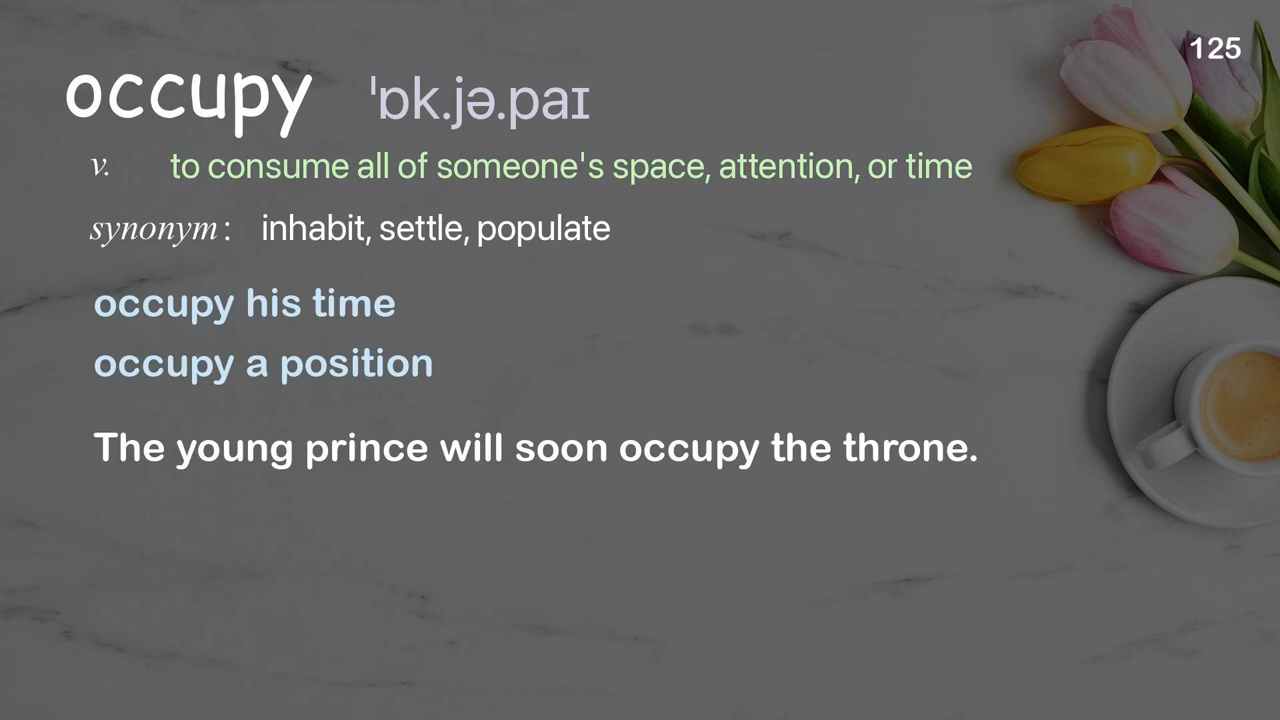 125
occupy ˈɒk.jə.paɪ
v. to consume all of someone's space, attention, or time
synonym: inhabit, settle, populate
occupy his time
occupy a position
The young prince will soon occupy the throne.